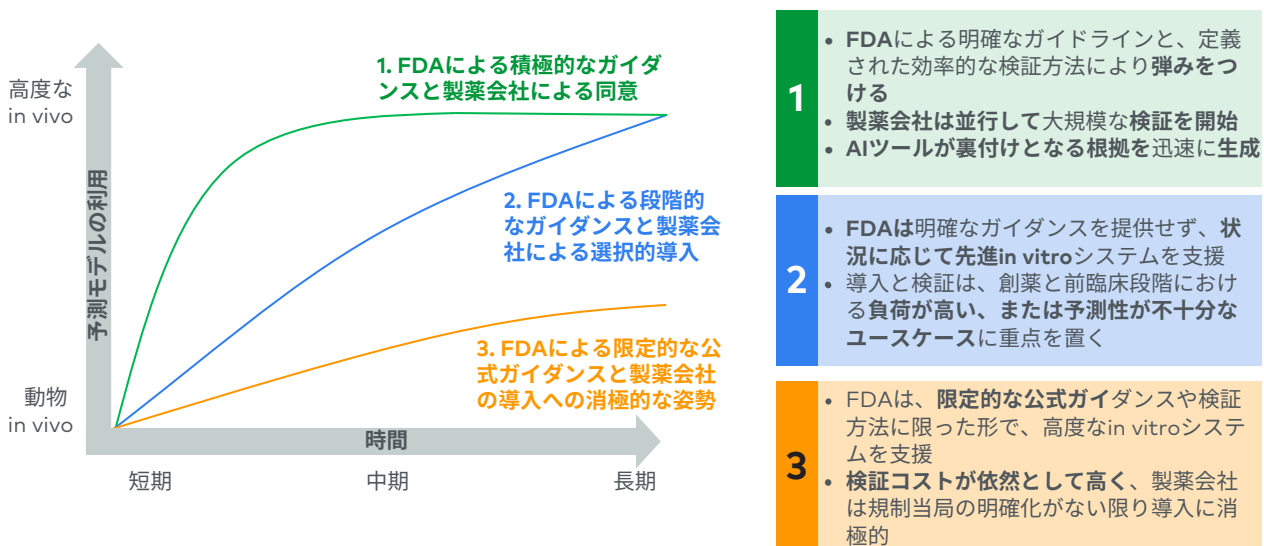 高度な
in vivo
予測モデルの利用
動物
in vivo
時間
短期
中期
長期
1. FDAによる積極的なガイダ
ンスと製薬会社による同意
2. FDAによる段階的
なガイダンスと製薬会
社による選択的導入
3. FDAによる限定的な公
式ガイダンスと製薬会社
の導入への消極的な姿勢
1
• FDAによる明確なガイドラインと、定義
された効率的な検証方法により弾みをつ
ける
• 製薬会社は並行して大規模な検証を開始
• AIツールが裏付けとなる根拠を迅速に生成
2
• FDAは明確なガイダンスを提供せず、状
況に応じて先進in vitroシステムを支援
• 導入と検証は、創薬と前臨床段階におけ
る負荷が高い、または予測性が不十分な
ユースケースに重点を置く
3
• FDAは、限定的な公式ガイダンスや検証
方法に限った形で、高度なin vitroシステ
ムを支援
• 検証コストが依然として高く、製薬会社
は規制当局の明確化がない限り導入に消
極的